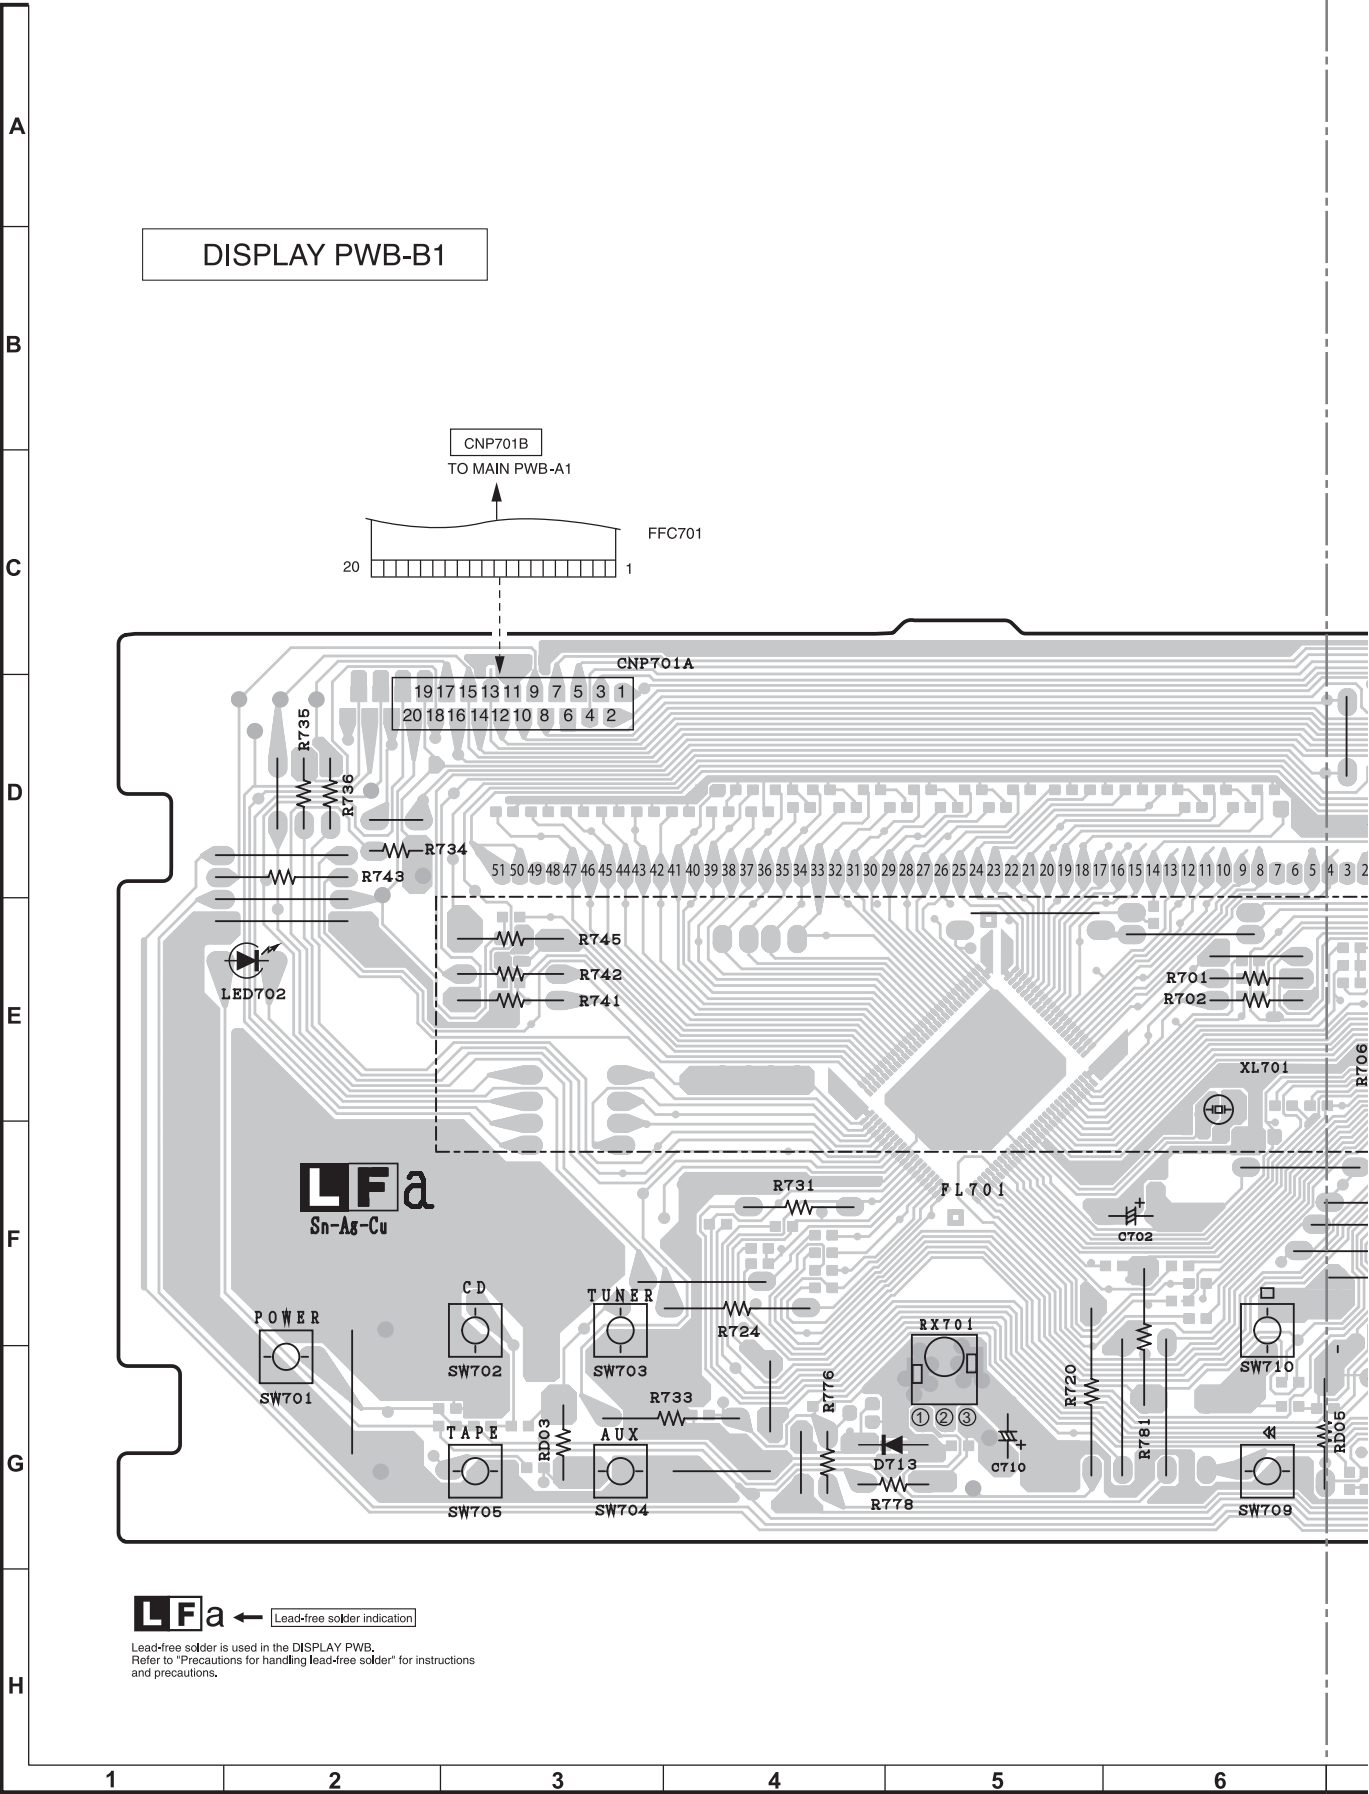 A
DISPLAY PWB-B1
B
CNP701B
TO MAIN PWB-A1
FFC701
C
20 1
CNP701A
19 17 15 13 11 9 7 5 3 1
20 18 16 14 12 10 8 6 4 2
R735
D
R736
R734
R743
51 50 49 48 47 46 45 44 43 42 41 40 39 38 37 36 35 34 33 32 31 30 29 28 27 26 25 24 23 22 21 20 19 18 17 16 15 14 13 12 11 10 9 8 7 6 5 4 3 2
R745
R742
R701
LED702
R741
R702
E
R706
XL701
LFa
Sn-Ag-Cu
R731
FL701
C702
F
CD
TUNER
POWER
R724
RX701
SW702
SW703
SW710
SW701
R733
R776
R720
1 2 3
RD03
R781
RD05
TAPE
AUX
G
D713
C710
R778
SW705
SW704
SW709
LFa
Lead-free solder indication
Lead-free solder is used in the DISPLAY PWB.
Refer to "Precautions for handling lead-free solder" for instructions
and precautions.
H
1 2 3 4 5 6